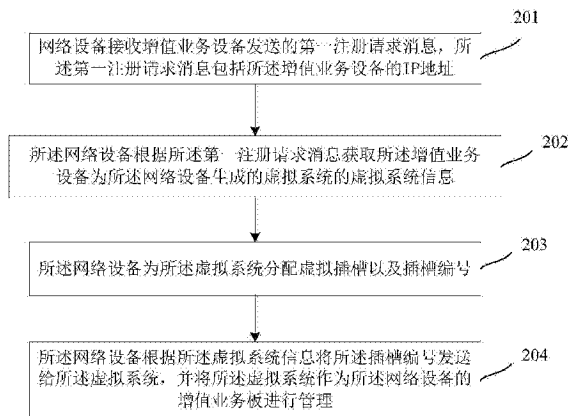 201
网络设备接收增值业务设备发送的第一注册请求消息，所
述第一注册请求消息包括所述增值业务设备的IP地址
202
所述网络设备根据所述第一注册请求消息获取所述增值业务
设备为所述网络设备生成的虚拟系统的虚拟系统信息
203
所述网络设备为所述虚拟系统分配虚拟插槽以及插槽编号
所述网络设备根据所述虚拟系统信息将所述插槽编号发送
给所述虚拟系统，并将所述虚拟系统作为所述网络设备的
增值业务板进行管理
204